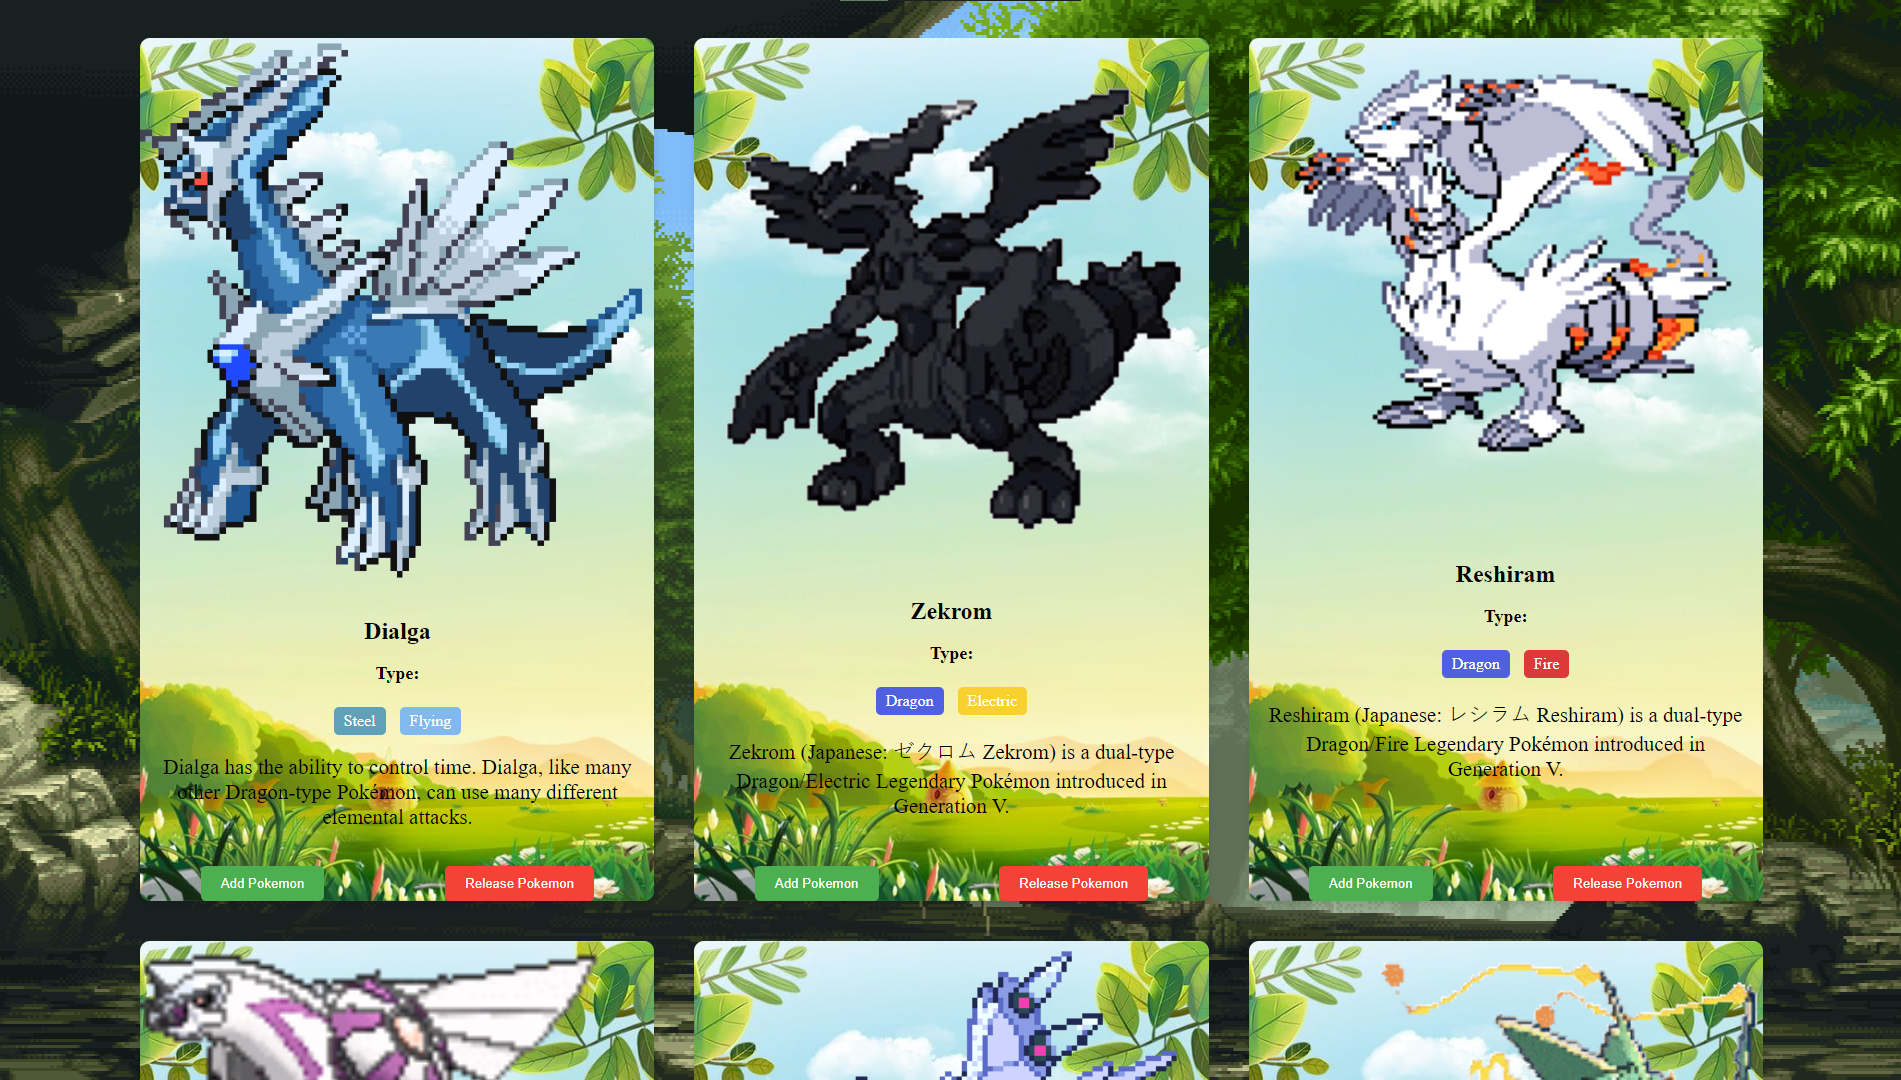 Dialga
Type:
Steel
Flying
Dialga has the ability to control time. Dialga, like many
other Dragon-type Pokémon, can use many different
elemental attacks.
Add Pokemon
Release Pokemon
Zekrom
Type:
Dragon
Electric
Zekrom (Japanese: ゼクロム Zekrom) is a dual-type
Dragon/Electric Legendary Pokémon introduced in
Generation V.
Add Pokemon
Release Pokemon
Reshiram
Type:
Dragon
Fire
Reshiram (Japanese: レシラム Reshiram) is a dual-type
Dragon/Fire Legendary Pokémon introduced in
Generation V.
Add Pokemon
Release Pokemon